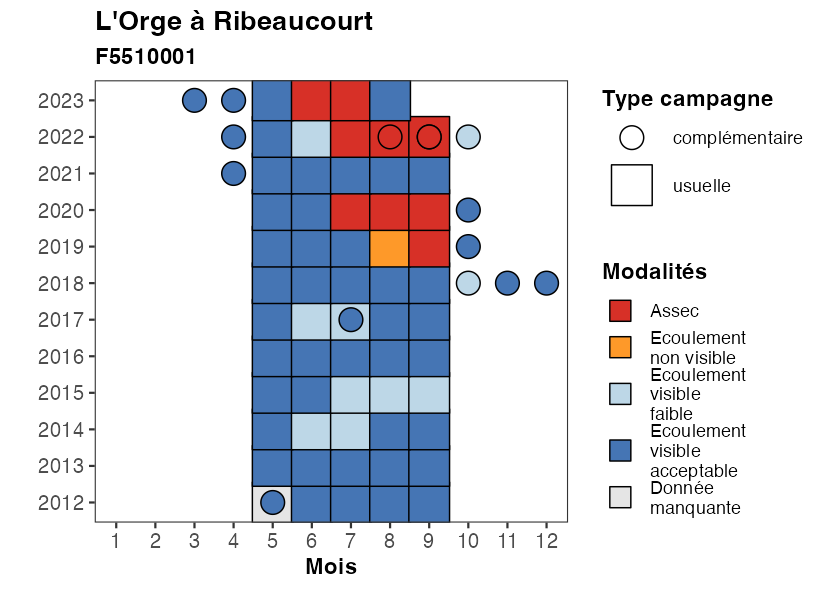 L'Orge à Ribeaucourt
F5510001
2023
2022
2021
2020
2019
2018
2017
2016
2015
2014
2013
2012
1 2 3 4 5 6 7 8 9 10 11 12
Mois
Type campagne
complémentaire
usuelle
Modalités
Assec
Ecoulement
non visible
Ecoulement
visible
faible
Ecoulement
visible
acceptable
Donnée
manquante